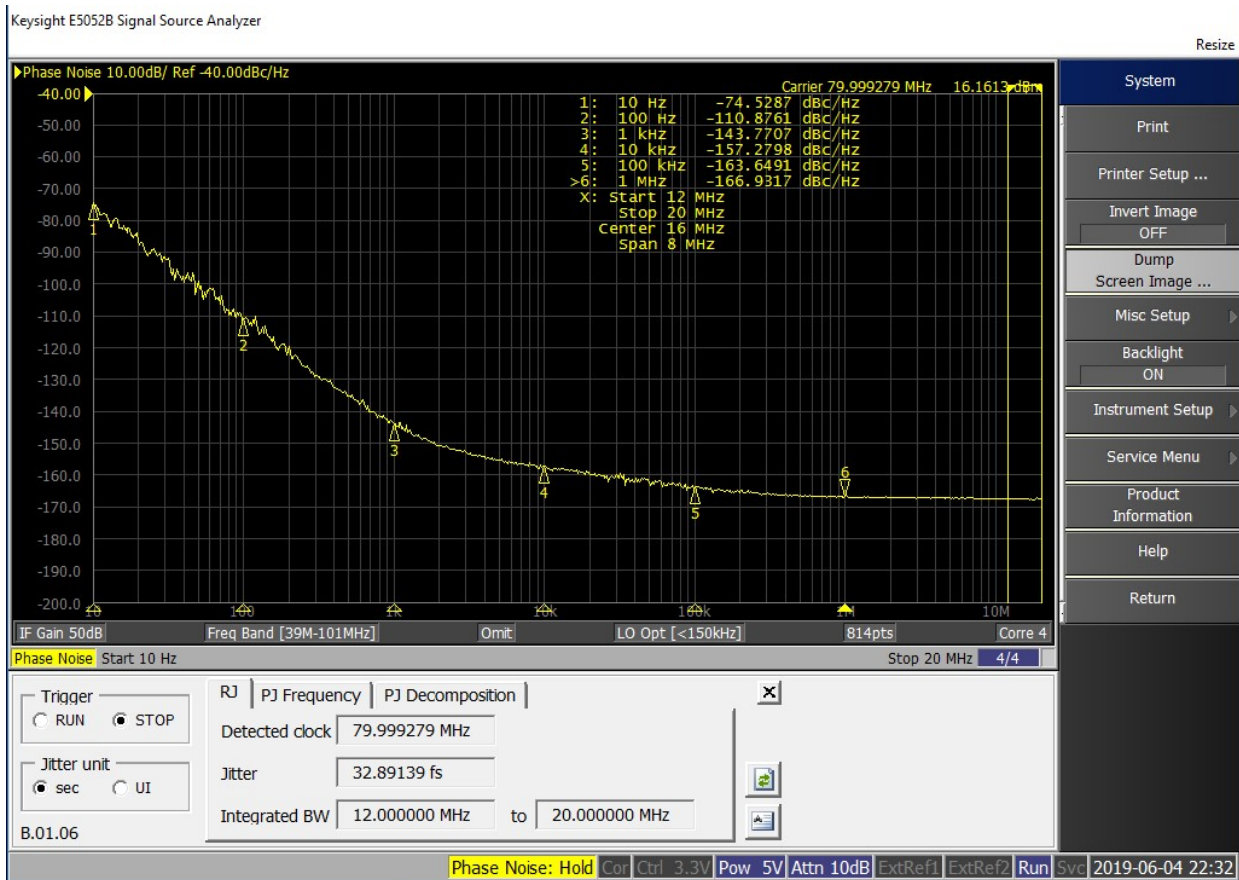 Keysight E5052B Signal Source Analyzer
Resize
Phase Noise 10.00dB/ Ref -40.00dBc/Hz
Carrier 79.999279 MHz 16.1613 dBm
1: 10 Hz -74.5287 dBc/Hz
2: 100 Hz -110.8761 dBc/Hz
3: 1 kHz -143.7707 dBc/Hz
4: 10 kHz -157.2798 dBc/Hz
5: 100 kHz -163.6491 dBc/Hz
>6: 1 MHz -166.9317 dBc/Hz
X: Start 12 MHz
Stop 20 MHz
Center 16 MHz
Span 8 MHz
-40.00
-50.00
-60.00
-70.00
-80.00
-90.00
-100.0
-110.0
-120.0
-130.0
-140.0
-150.0
-160.0
-170.0
-180.0
-190.0
-200.0
1
2
3
4
5
6
10 100 1k 10k 100k 1M 10M
IF Gain 50dB Freq Band [39M-101MHz] Omit LO Opt [<150kHz] 814pts Corre 4
Phase Noise Start 10 Hz Stop 20 MHz 4/4
System
Print
Printer Setup ...
Invert Image
OFF
Dump
Screen Image ...
Misc Setup
Backlight
ON
Instrument Setup
Service Menu
Product
Information
Help
Return
Trigger
RUN STOP
Jitter unit
sec UI
B.01.06
RJ PJ Frequency PJ Decomposition
Detected clock 79.999279 MHz
Jitter 32.89139 fs
Integrated BW 12.000000 MHz to 20.000000 MHz
Phase Noise: Hold Cor Ctrl 3.3V Pow 5V Attn 10dB ExtRef1 ExtRef2 Run Svc 2019-06-04 22:32